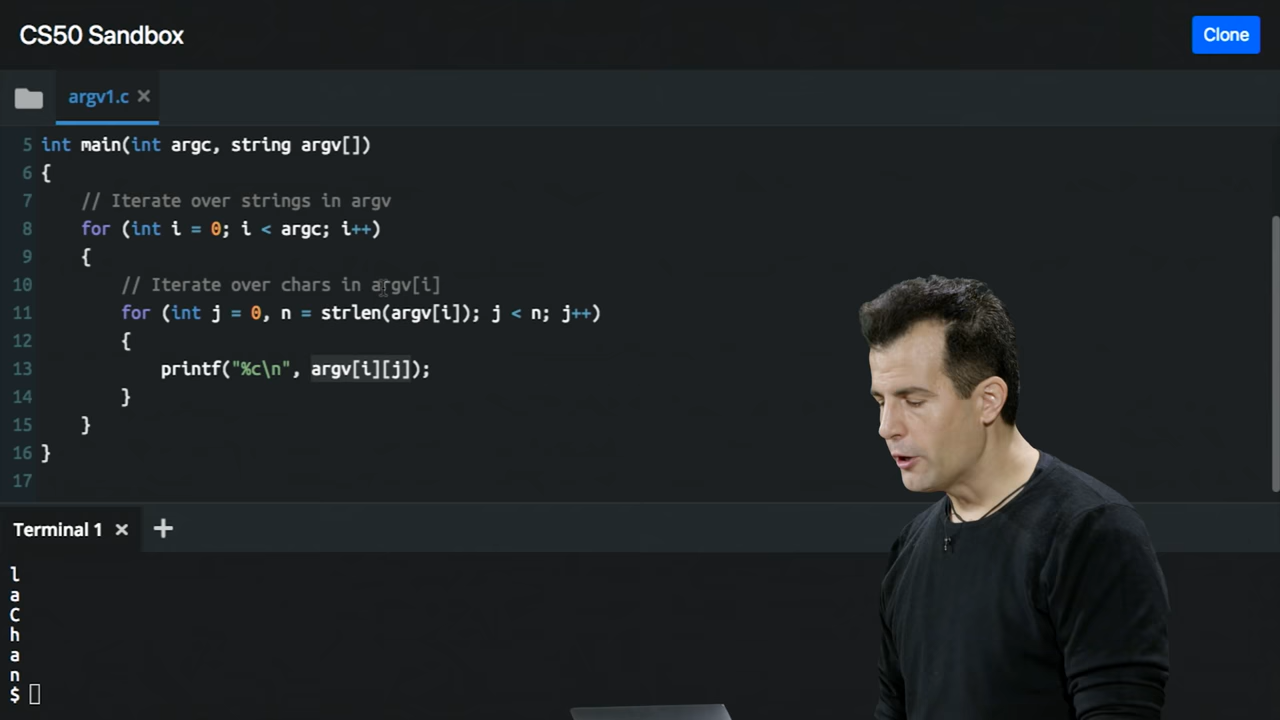 CS50 Sandbox
Clone
argv1.c ×
5 int main(int argc, string argv[])
6 {
7 // Iterate over strings in argv
8 for (int i = 0; i < argc; i++)
9 {
10 // Iterate over chars in argv[i]
11 for (int j = 0, n = strlen(argv[i]); j < n; j++)
12 {
13 printf("%c\n", argv[i][j]);
14 }
15 }
16 }
17
Terminal 1 × +
l
a
C
h
a
n
$